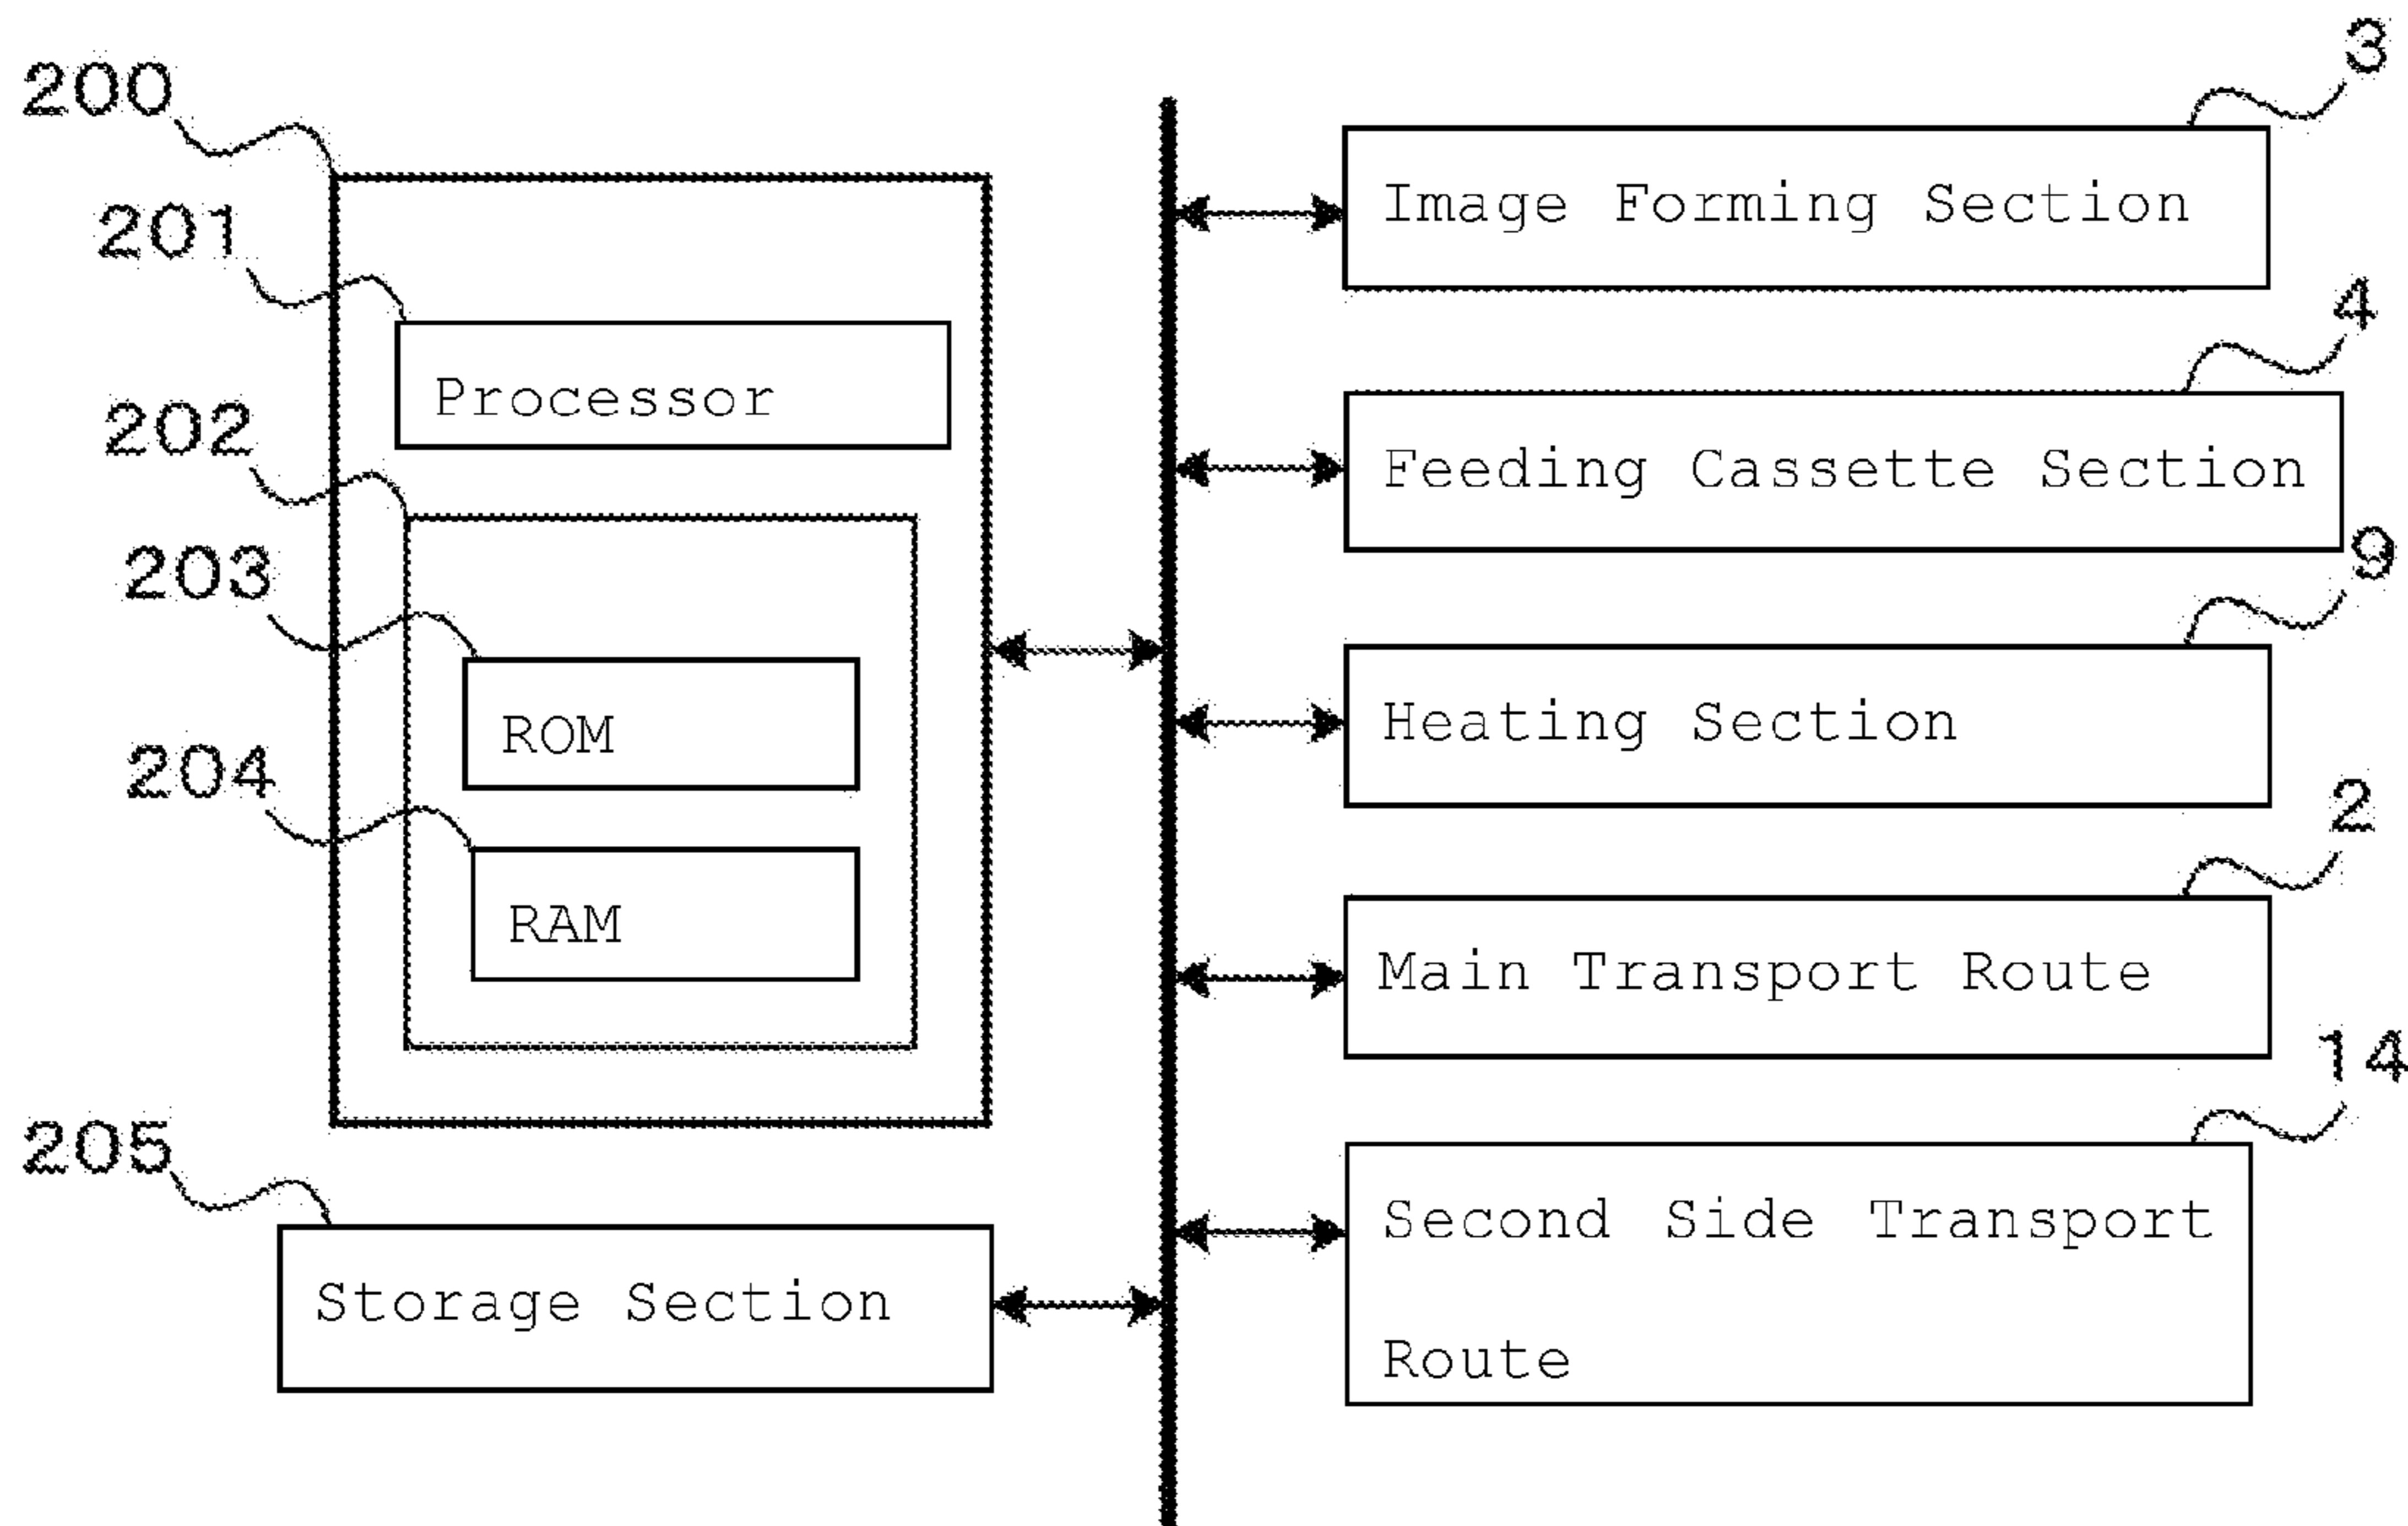 200
201
Processor
202
203
ROM
204
RAM
205
Storage Section
3
Image Forming Section
4
Feeding Cassette Section
9
Heating Section
2
Main Transport Route
14
Second Side Transport
Route